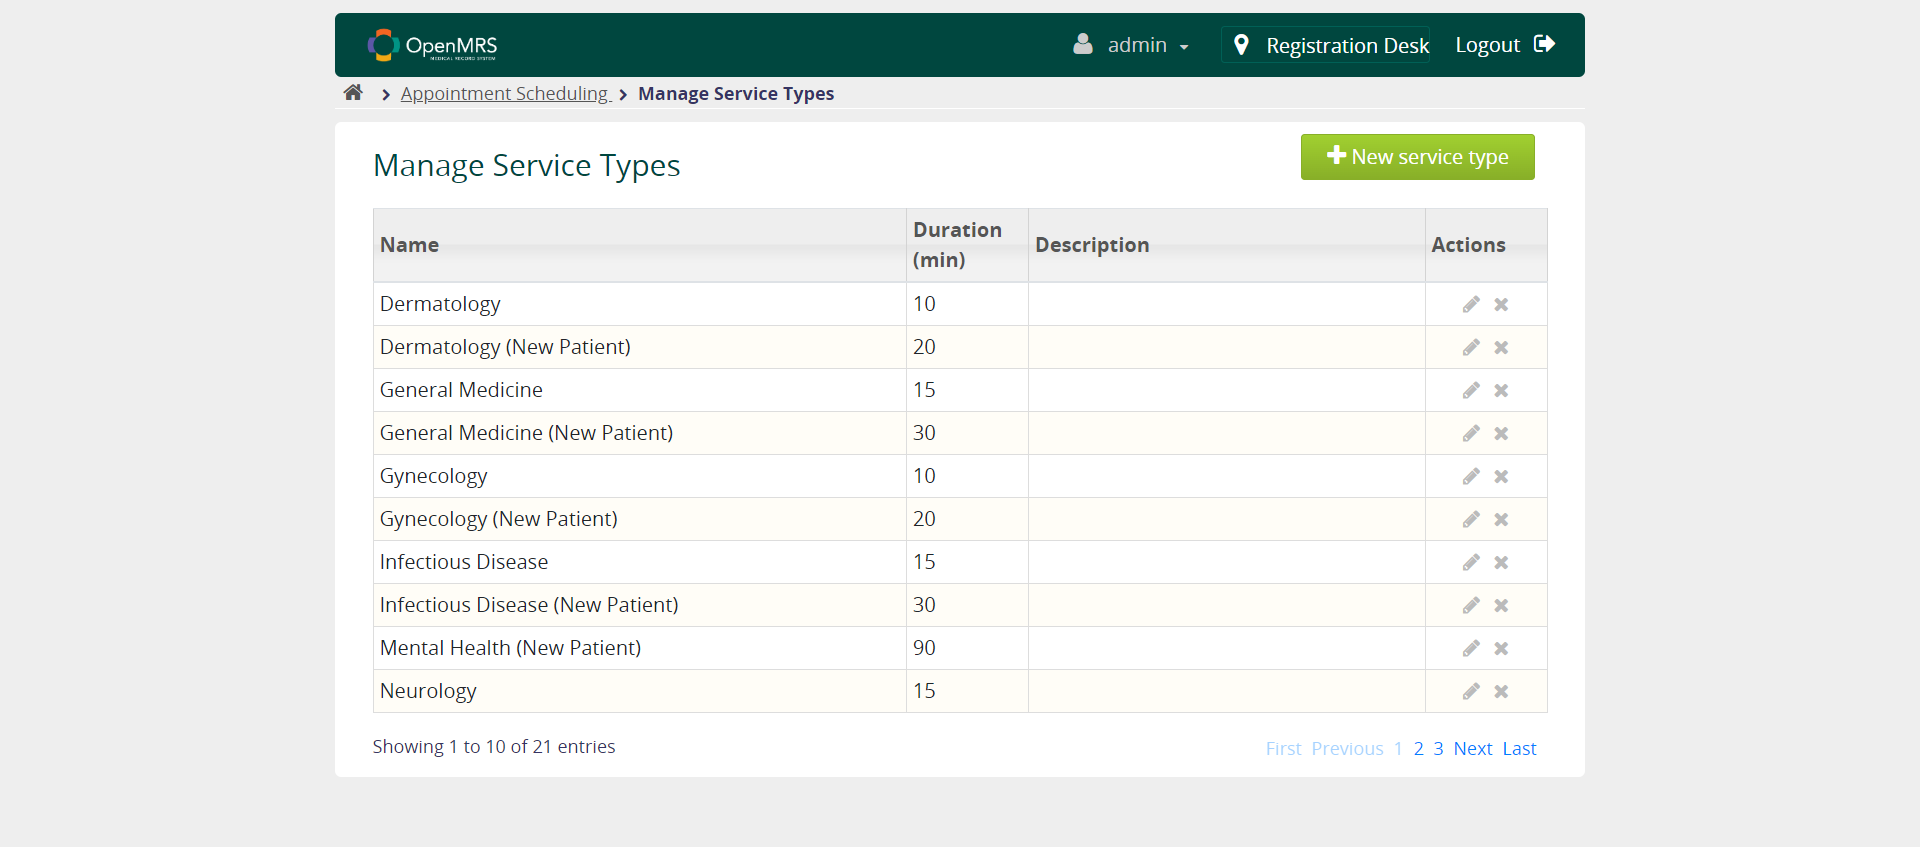 OpenMRS
MEDICAL RECORD SYSTEM
admin
Registration Desk
Logout
Appointment Scheduling
Manage Service Types
Manage Service Types
New service type
Name Duration (min) Description Actions
Dermatology 10
Dermatology (New Patient) 20
General Medicine 15
General Medicine (New Patient) 30
Gynecology 10
Gynecology (New Patient) 20
Infectious Disease 15
Infectious Disease (New Patient) 30
Mental Health (New Patient) 90
Neurology 15
Showing 1 to 10 of 21 entries
First Previous 1 2 3 Next Last